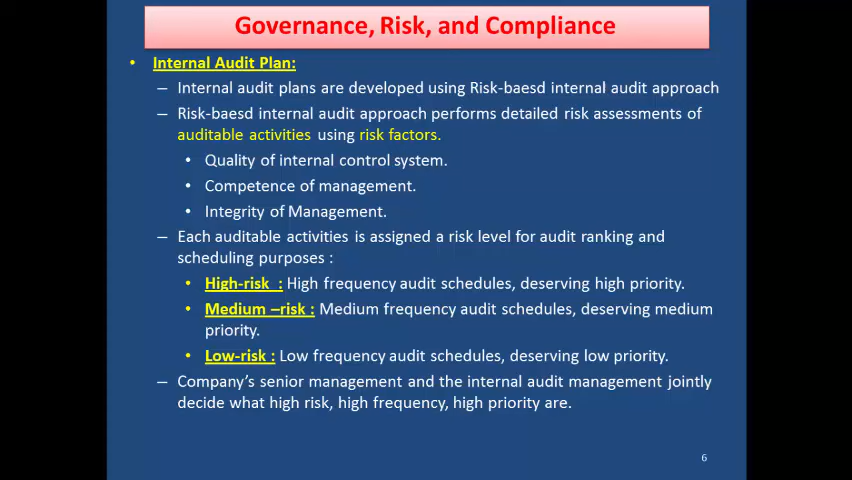 Governance, Risk, and Compliance
• Internal Audit Plan:
– Internal audit plans are developed using Risk-baesd internal audit approach
– Risk-baesd internal audit approach performs detailed risk assessments of
auditable activities using risk factors.
• Quality of internal control system.
• Competence of management.
• Integrity of Management.
– Each auditable activities is assigned a risk level for audit ranking and
scheduling purposes :
• High-risk : High frequency audit schedules, deserving high priority.
• Medium –risk : Medium frequency audit schedules, deserving medium
priority.
• Low-risk : Low frequency audit schedules, deserving low priority.
– Company’s senior management and the internal audit management jointly
decide what high risk, high frequency, high priority are.
6